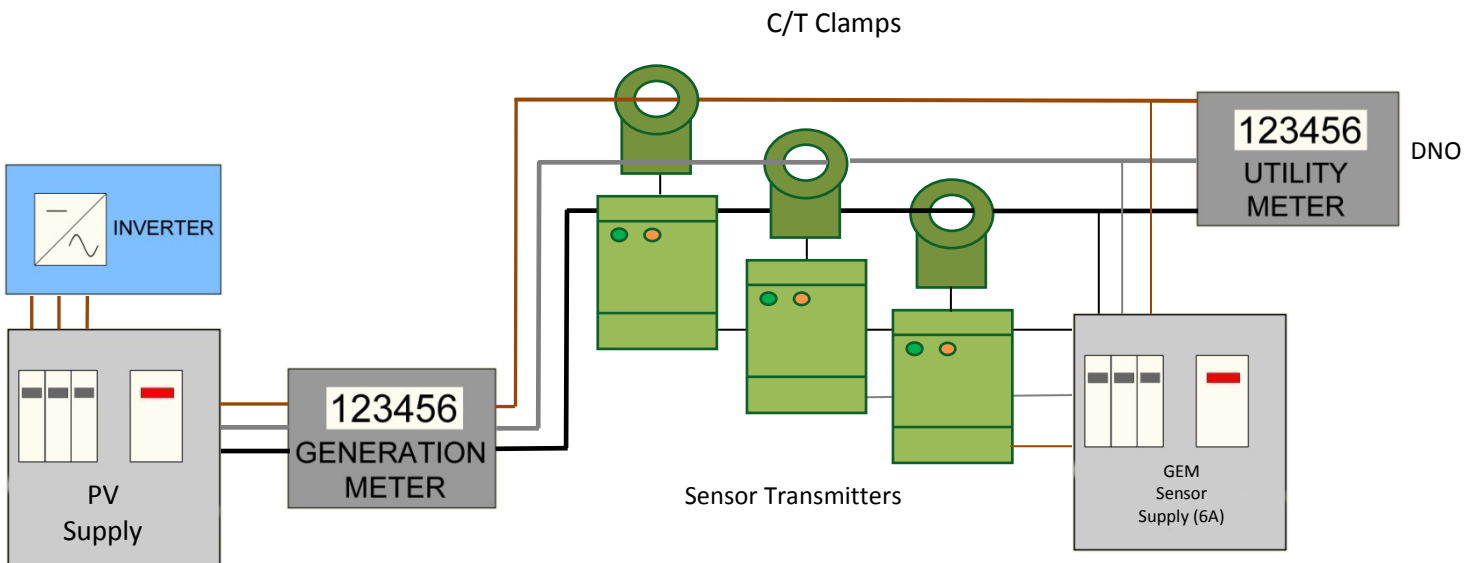 C/T Clamps
123456
UTILITY
METER
DNO
INVERTER
123456
GENERATION
METER
PV
Supply
Sensor Transmitters
GEM
Sensor
Supply (6A)